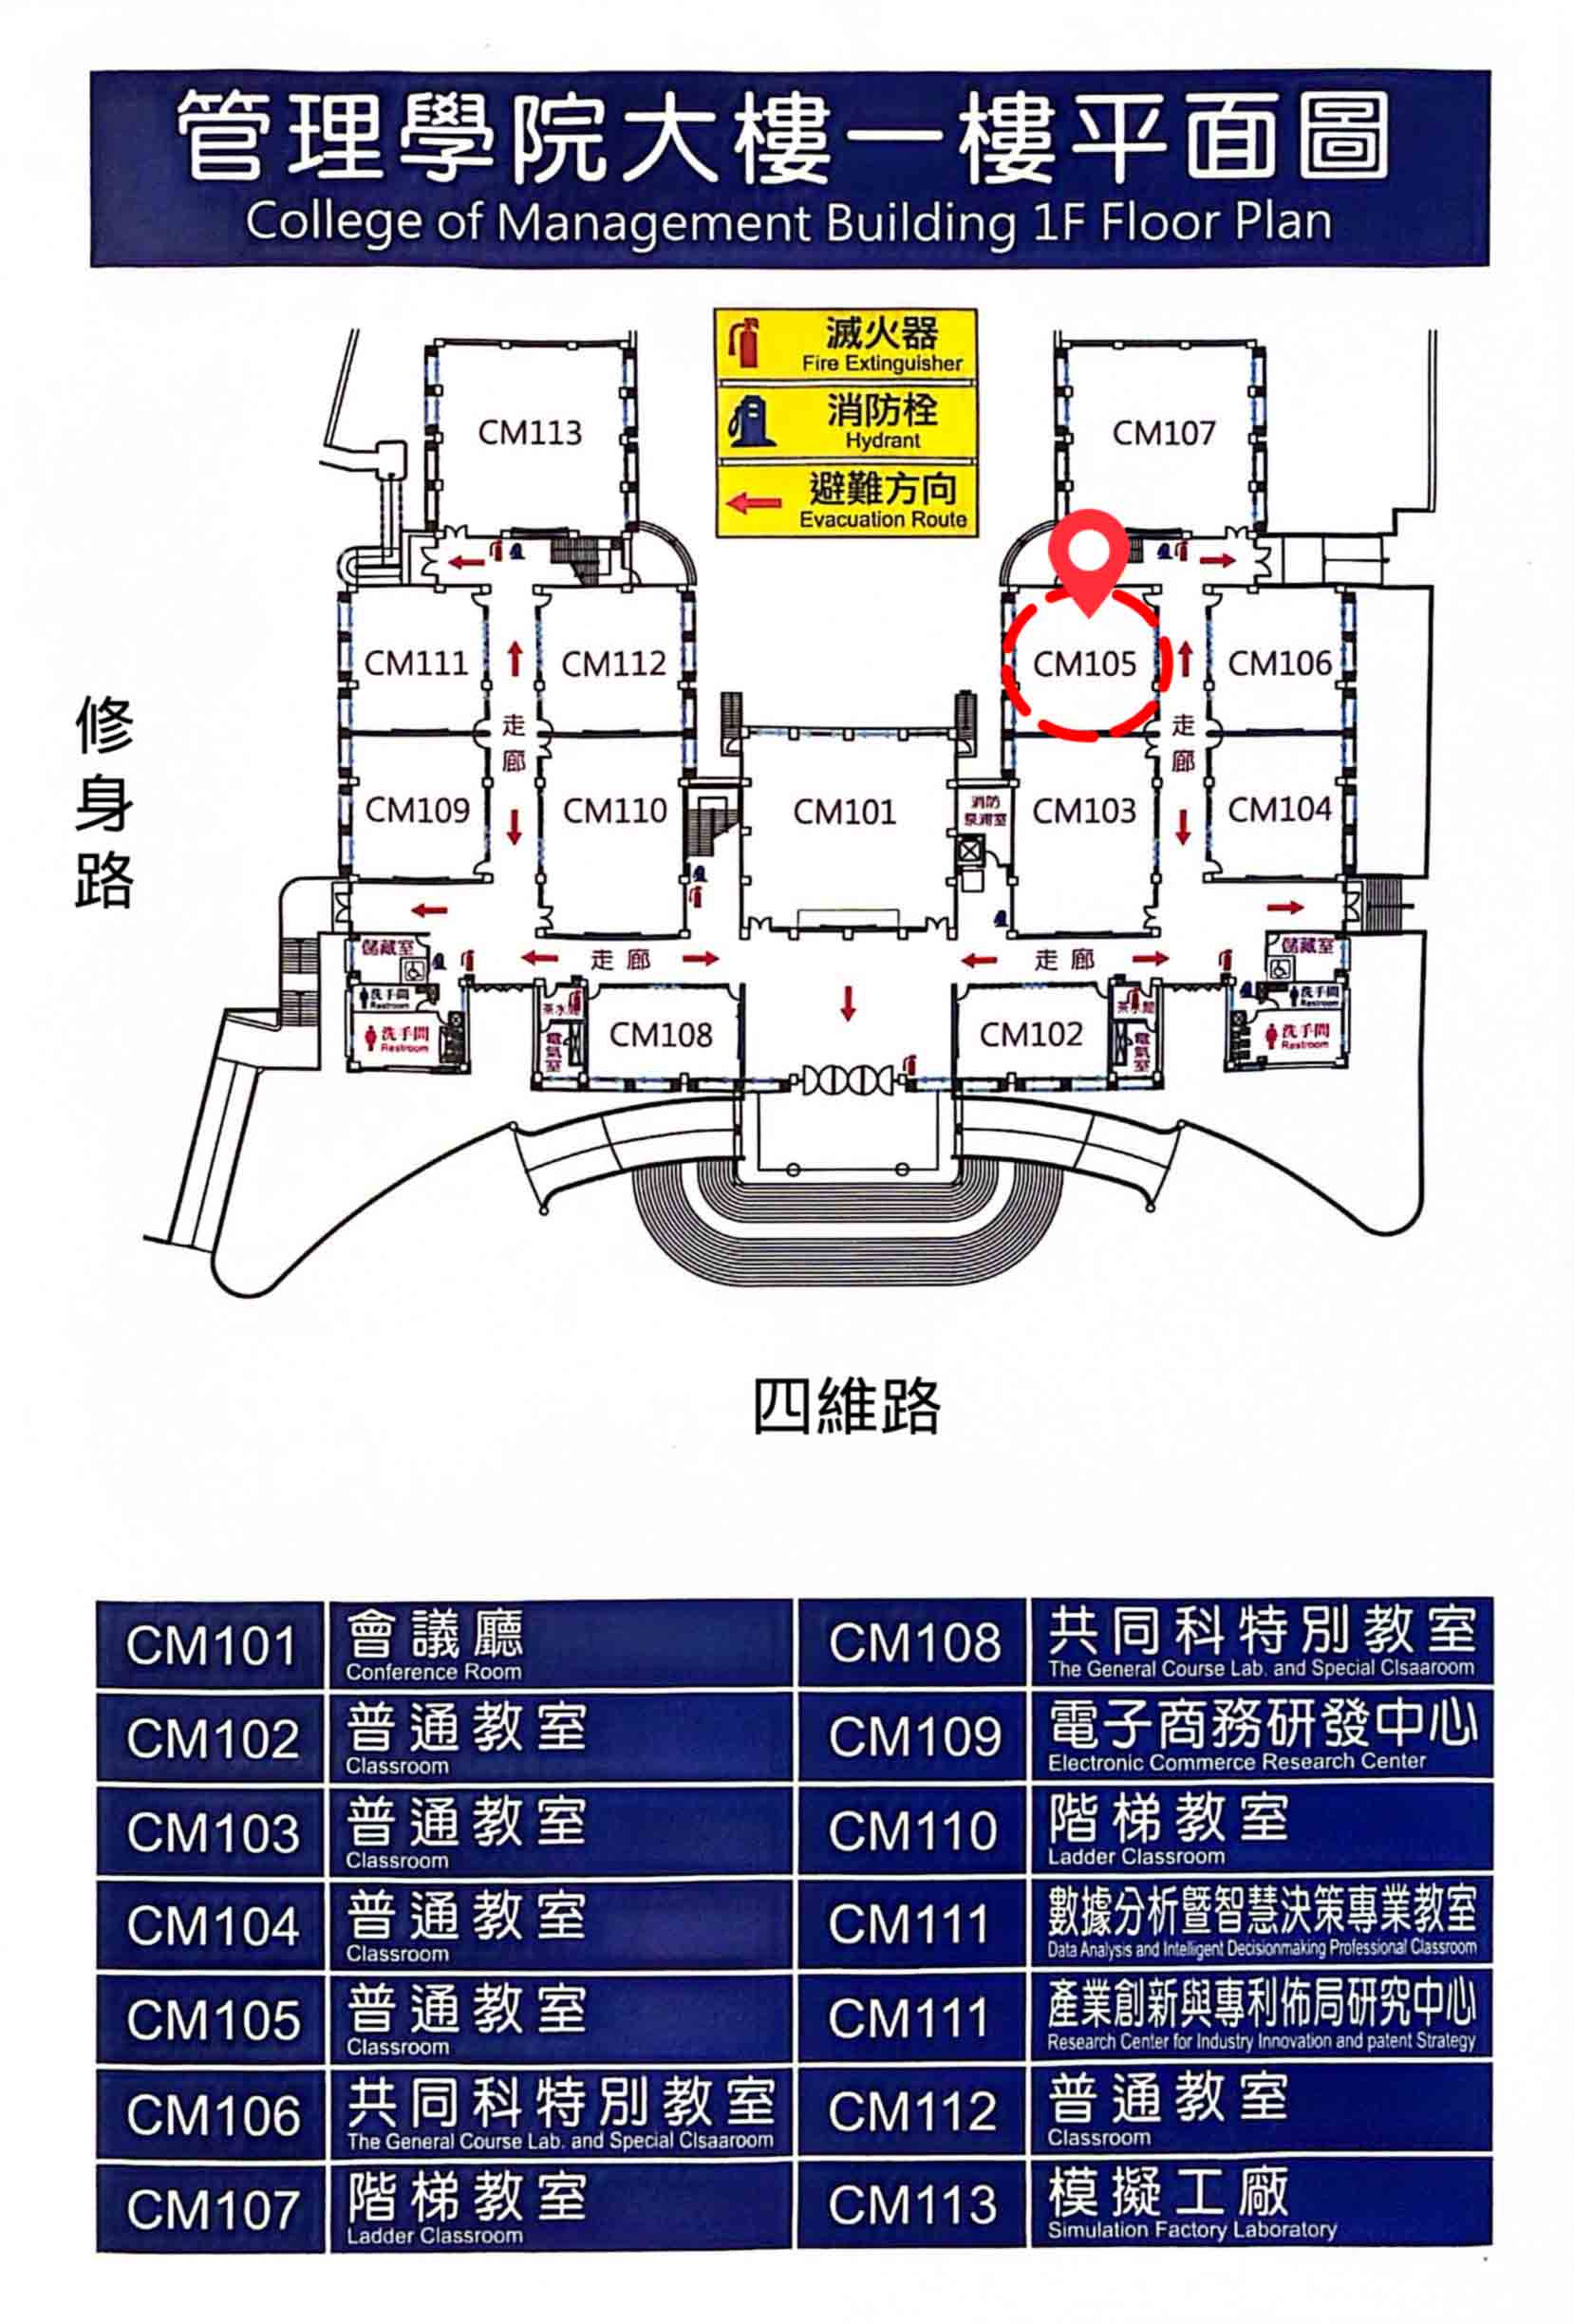 管理學院大樓一樓平面圖
College of Management Building 1F Floor Plan
滅火器
Fire Extinguisher
消防栓
Hydrant
避難方向
Evacuation Route
CM113
CM107
CM111
CM112
CM105
CM106
走廊
走廊
修身路
CM109
CM110
CM101
消防
CM103
CM104
儲藏室
走廊
走廊
儲藏室
洗手間
Restroom
洗手間
Restroom
茶水間
電氣室
CM108
CM102
茶水間
電氣室
洗手間
Restroom
洗手間
Restroom
四維路
CM101
會議廳
Conference Room
CM102
普通教室
Classroom
CM103
普通教室
Classroom
CM104
普通教室
Classroom
CM105
普通教室
Classroom
CM106
共同科特別教室
The General Course Lab. and Special Clsaaroom
CM107
階梯教室
Ladder Classroom
CM108
共同科特別教室
The General Course Lab. and Special Clsaaroom
CM109
電子商務研發中心
Electronic Commerce Research Center
CM110
階梯教室
Ladder Classroom
CM111
數據分析暨智慧決策專業教室
Data Analysis and Intelligent Decisionmaking Professional Classroom
CM111
產業創新與專利佈局研究中心
Research Center for Industry Innovation and patent Strategy
CM112
普通教室
Classroom
CM113
模擬工廠
Simulation Factory Laboratory